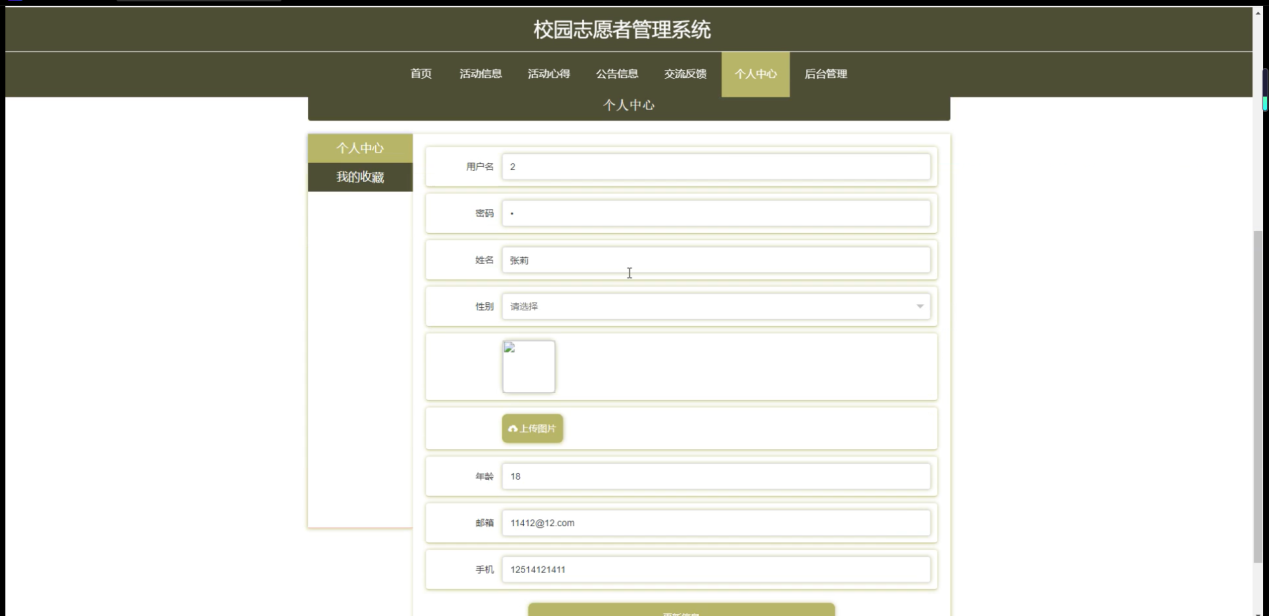 校园志愿者管理系统
首页 活动信息 活动心得 公告信息 交流反馈 个人中心 后台管理
个人中心
个人中心
我的收藏
用户名 2
密码 •
姓名 张莉
性别 请选择
上传图片
年龄 18
邮箱 11412@12.com
手机 12514121411